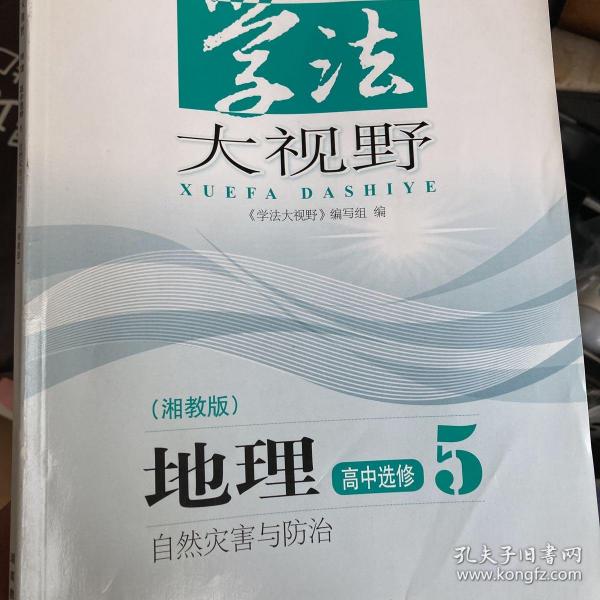 学法
大视野
XUEFA DASHIYE
《学法大视野》编写组 编
（湘教版）
地理 高中选修 5
自然灾害与防治
孔夫子旧书网
www.kongfz.com